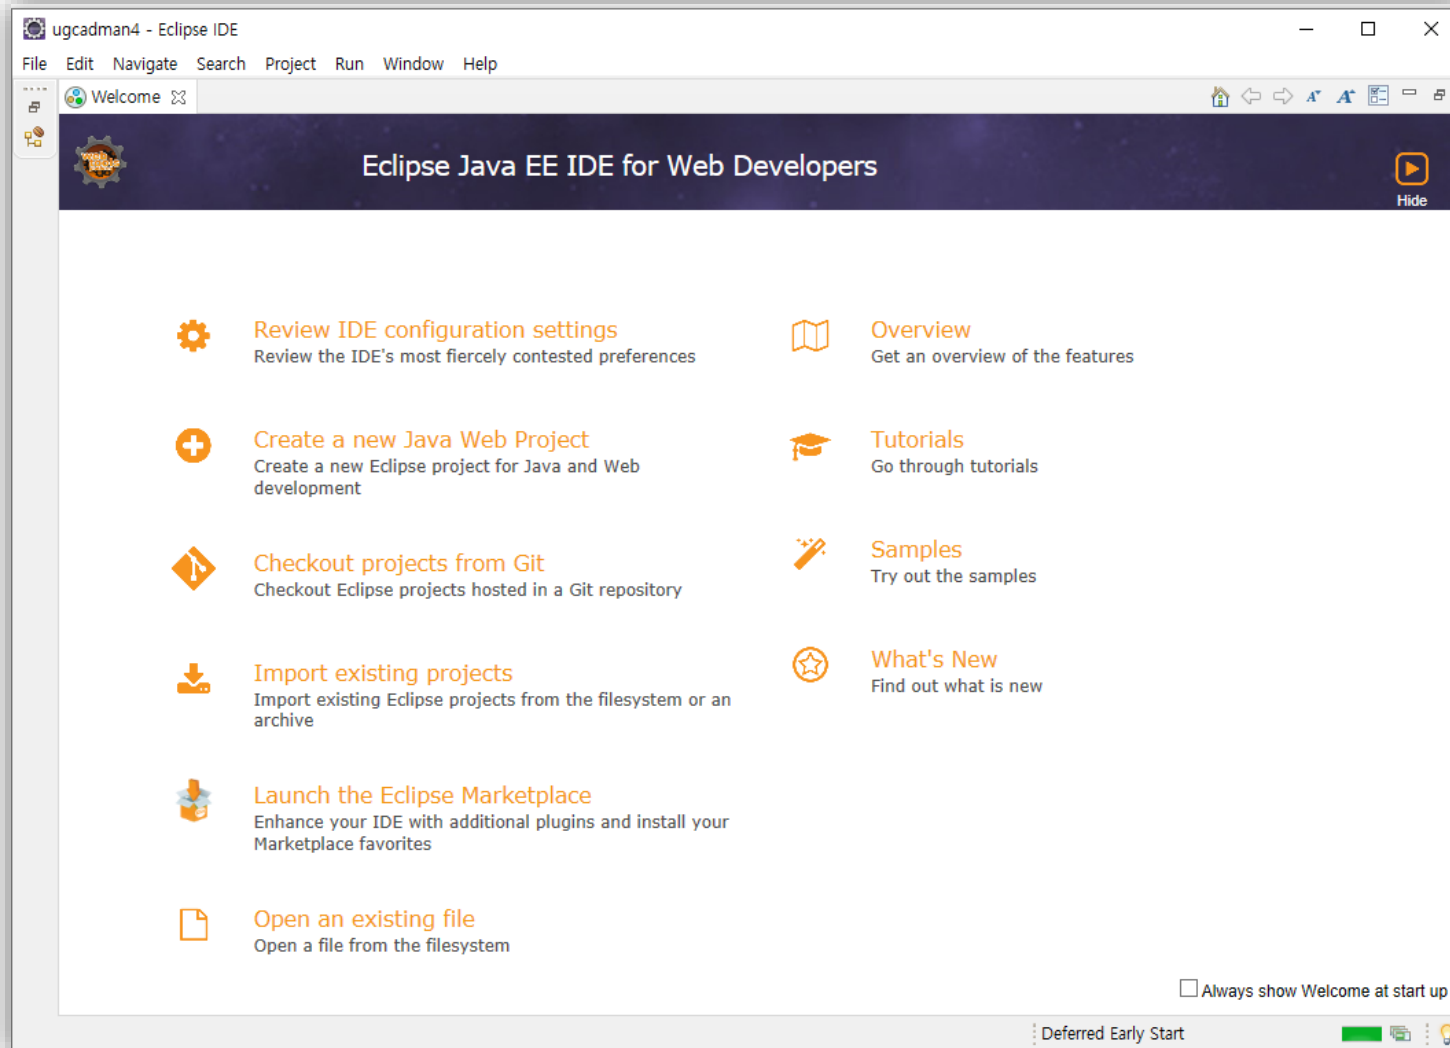 ugcadman4 - Eclipse IDE
File Edit Navigate Search Project Run Window Help
Welcome
Eclipse Java EE IDE for Web Developers
Hide
Review IDE configuration settings
Review the IDE's most fiercely contested preferences
Create a new Java Web Project
Create a new Eclipse project for Java and Web
development
Checkout projects from Git
Checkout Eclipse projects hosted in a Git repository
Import existing projects
Import existing Eclipse projects from the filesystem or an
archive
Launch the Eclipse Marketplace
Enhance your IDE with additional plugins and install your
Marketplace favorites
Open an existing file
Open a file from the filesystem
Overview
Get an overview of the features
Tutorials
Go through tutorials
Samples
Try out the samples
What's New
Find out what is new
Always show Welcome at start up
Deferred Early Start